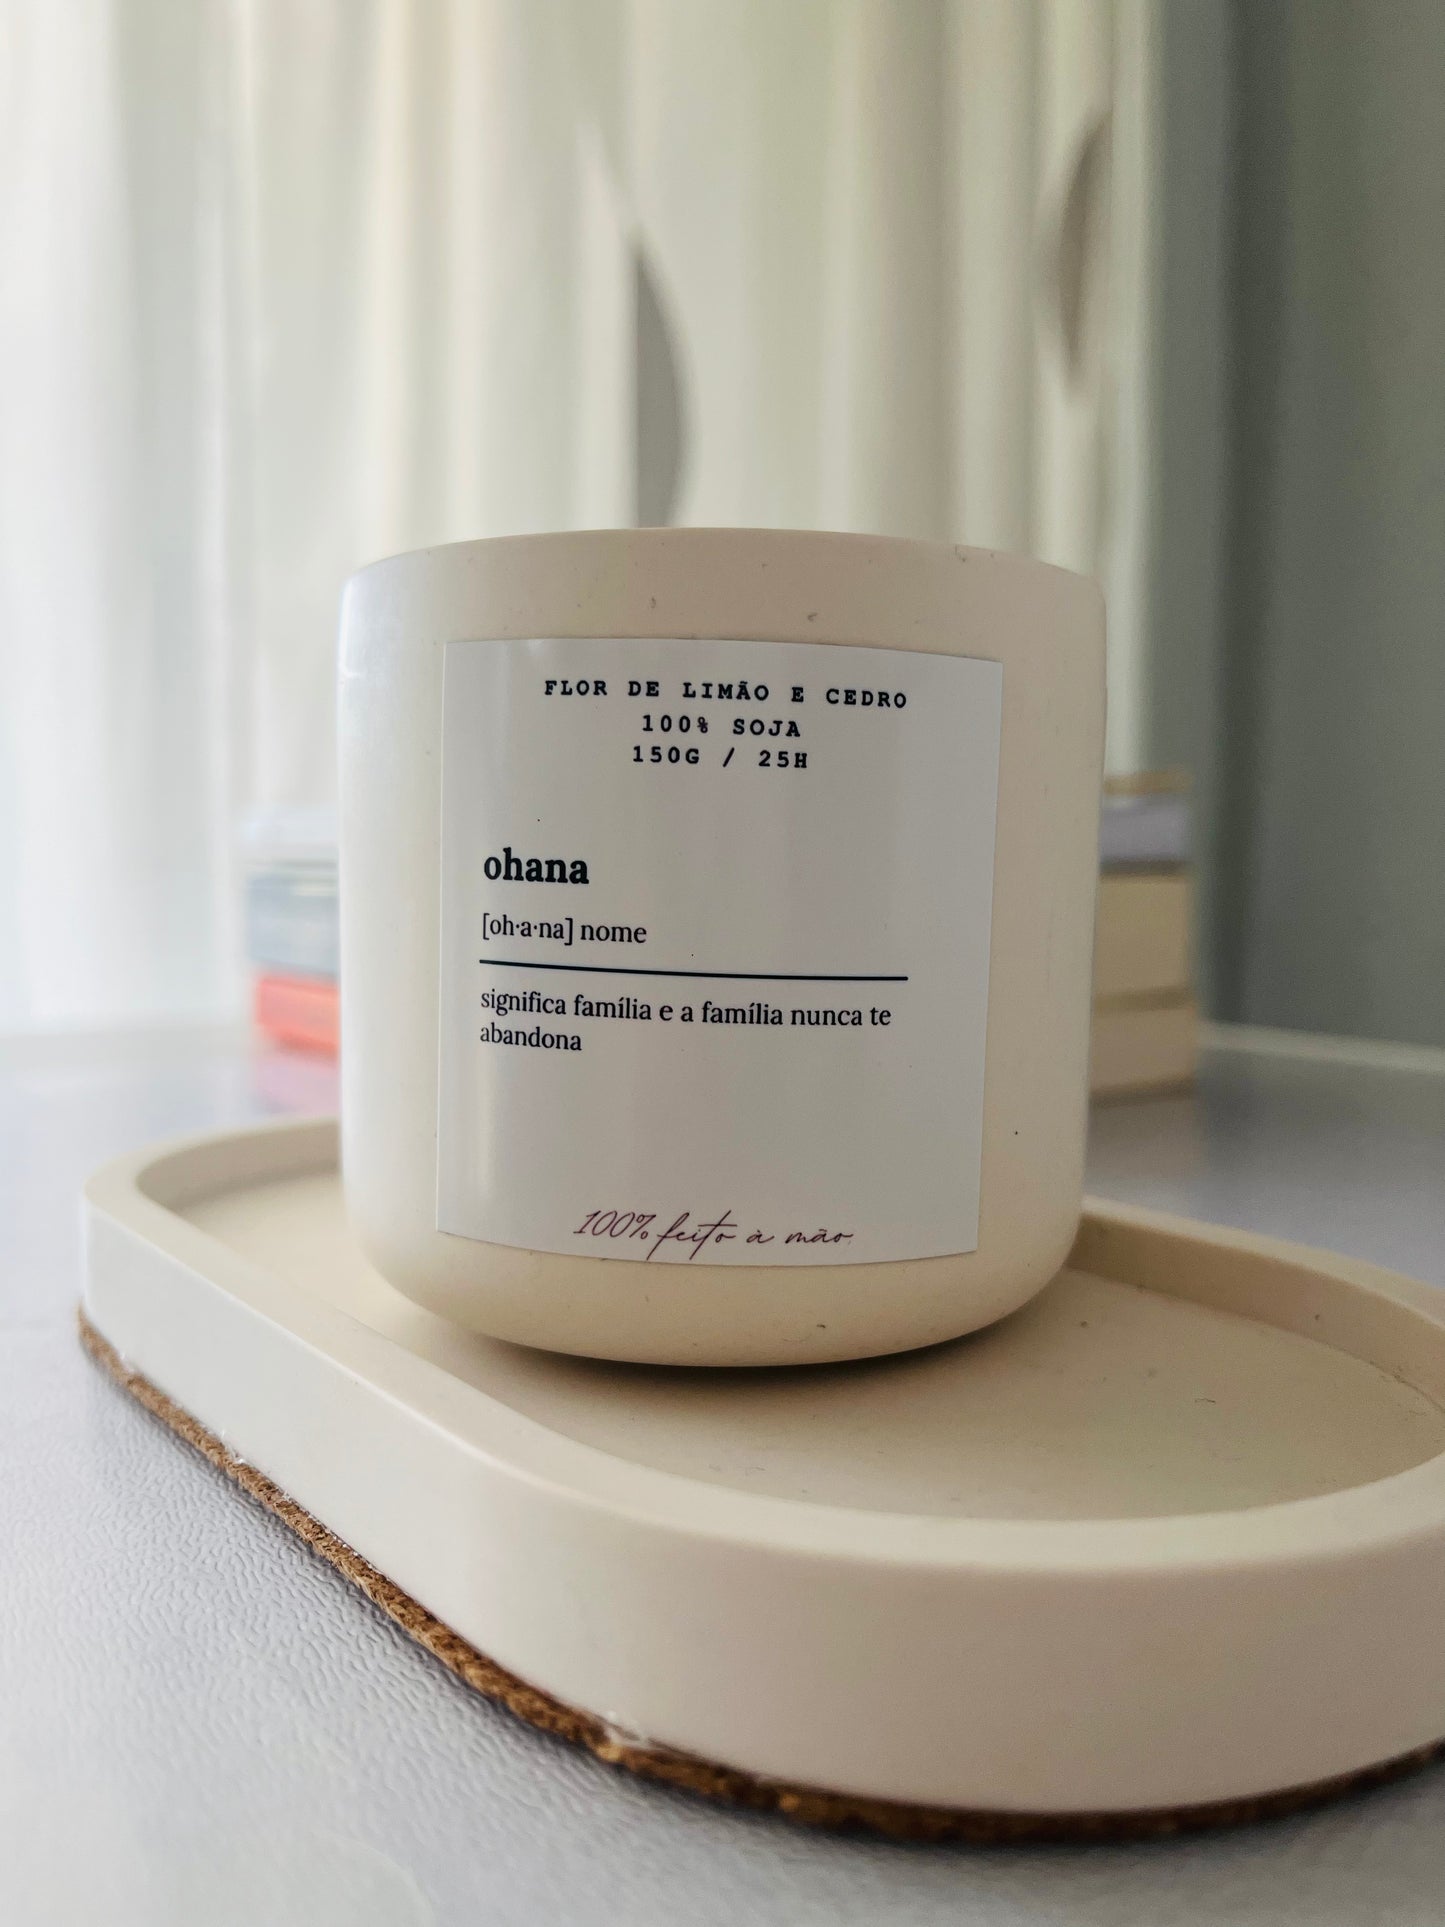 FLOR DE LIMÃO E CEDRO
100% SOJA
150G / 25H
ohana
[oh·a·na] nome
significa família e a família nunca te
abandona
100% feito à mão